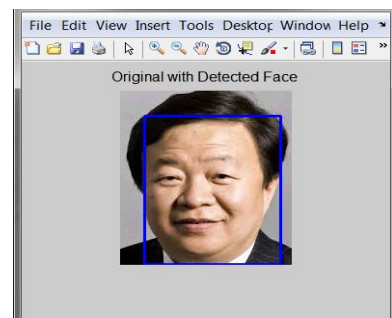 File Edit View Insert Tools Desktop Window Help
Original with Detected Face